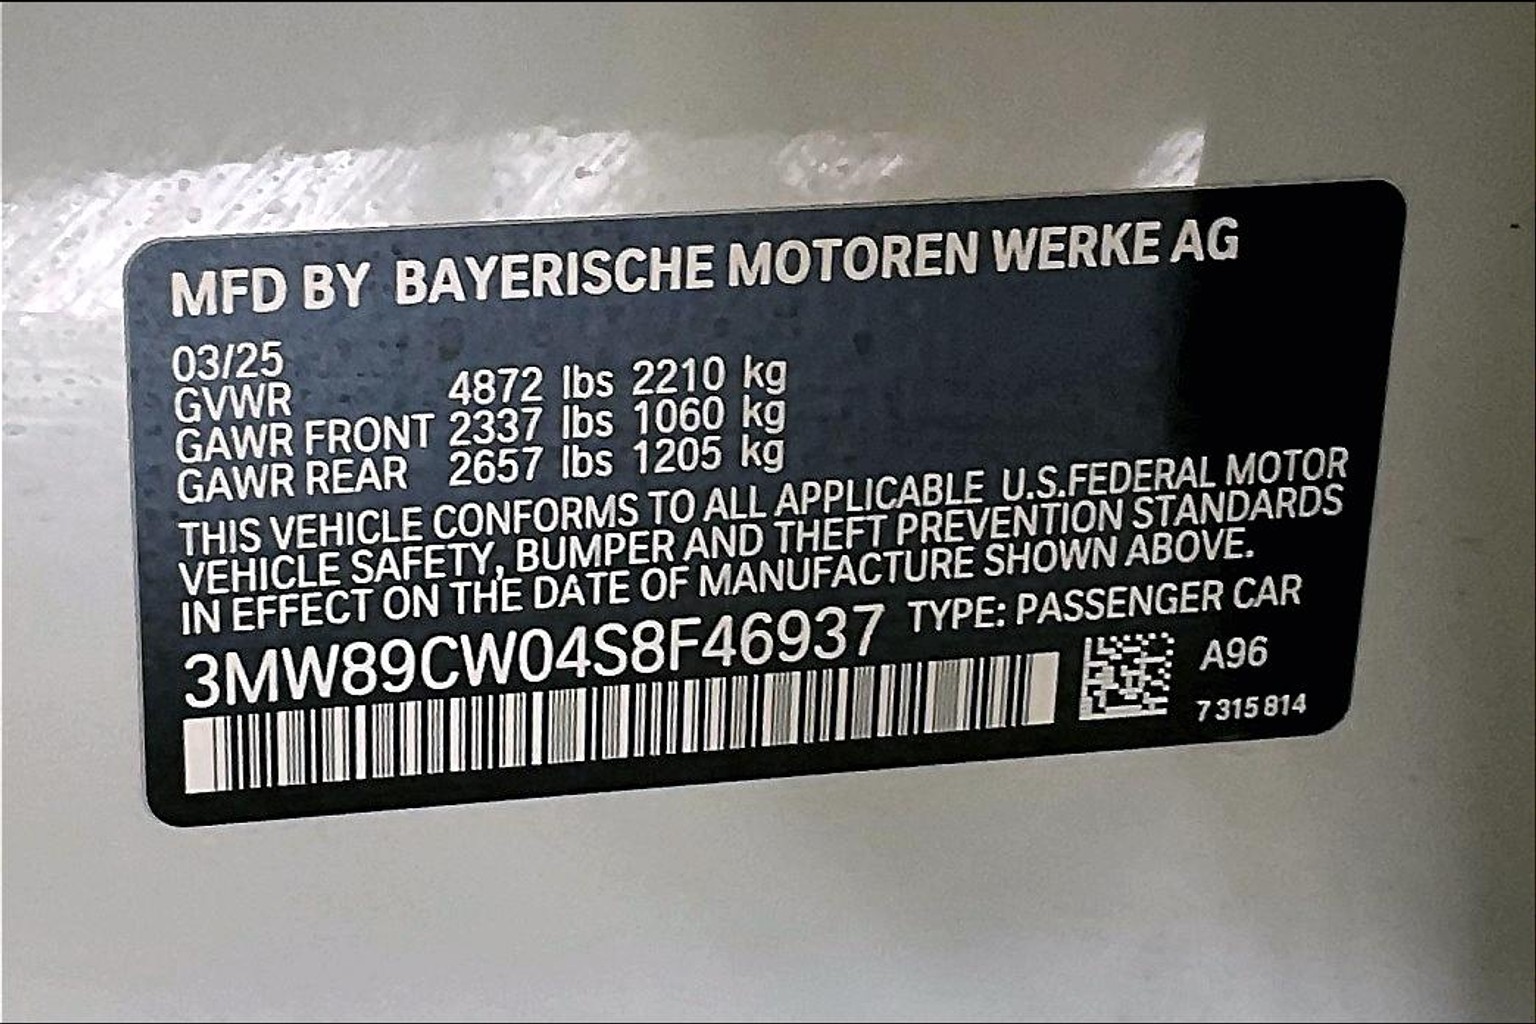 MFD BY BAYERISCHE MOTOREN WERKE AG
03/25
GVWR 4872 lbs 2210 kg
GAWR FRONT 2337 lbs 1060 kg
GAWR REAR 2657 lbs 1205 kg
THIS VEHICLE CONFORMS TO ALL APPLICABLE U.S.FEDERAL MOTOR
VEHICLE SAFETY, BUMPER AND THEFT PREVENTION STANDARDS
IN EFFECT ON THE DATE OF MANUFACTURE SHOWN ABOVE.
3MW89CW04S8F46937 TYPE: PASSENGER CAR
A96
7 315 814